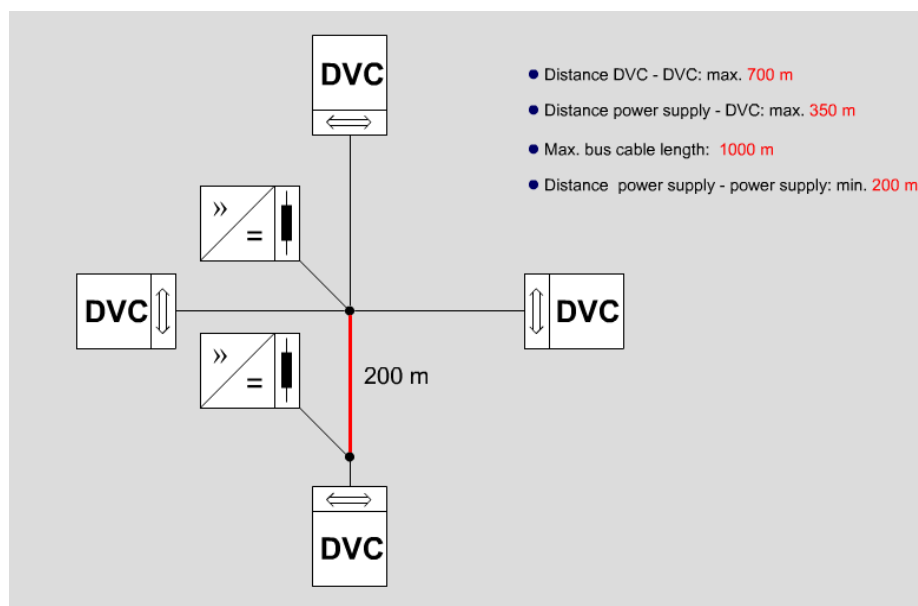 DVC
Distance DVC - DVC: max. 700 m
Distance power supply - DVC: max. 350 m
Max. bus cable length: 1000 m
Distance power supply - power supply: min. 200 m
»
=
DVC
DVC
»
=
200 m
DVC